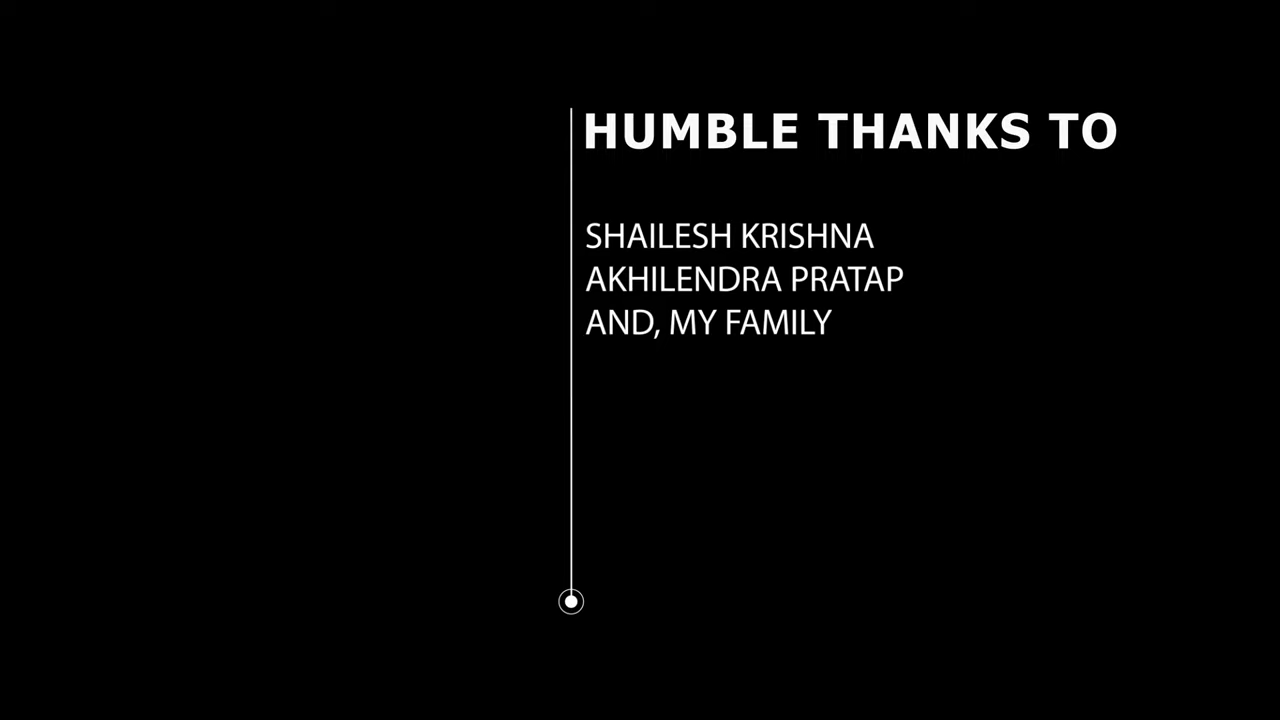 HUMBLE THANKS TO
SHAILESH KRISHNA
AKHILENDRA PRATAP
AND, MY FAMILY